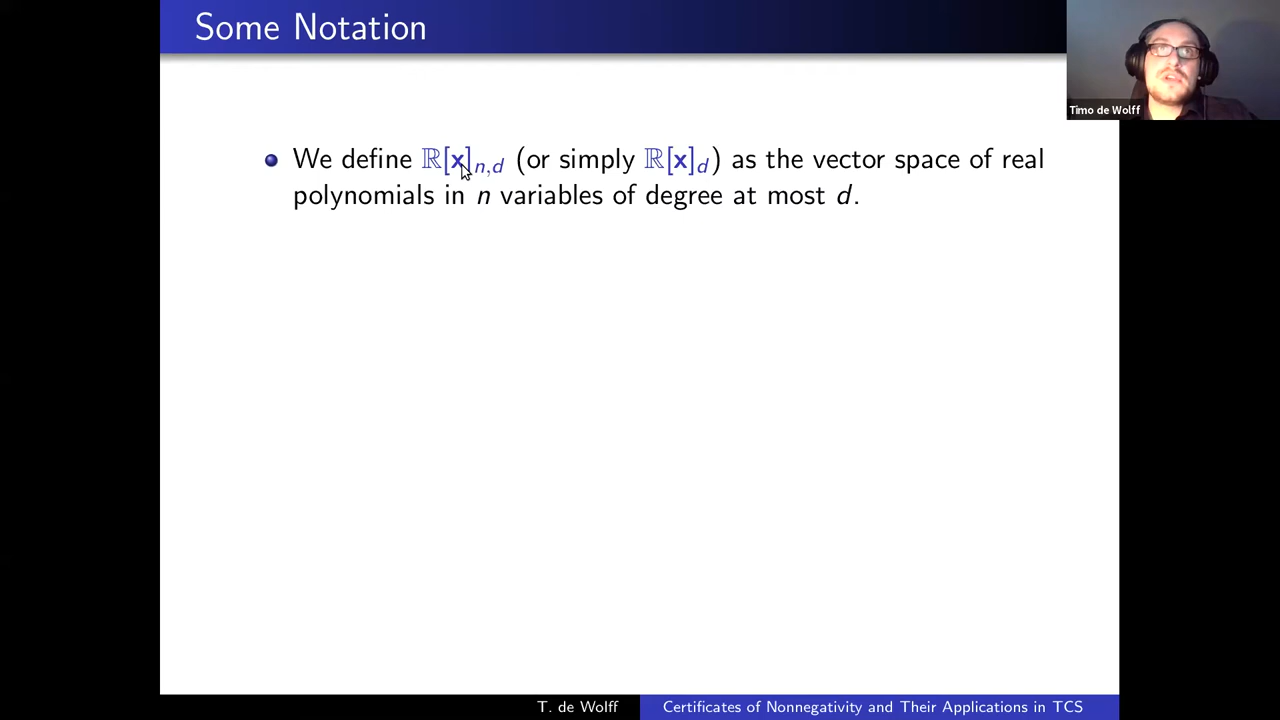 Some Notation
Timo de Wolff
We define ℝ[x]ₙ,d (or simply ℝ[x]d) as the vector space of real
polynomials in n variables of degree at most d.
T. de Wolff
Certificates of Nonnegativity and Their Applications in TCS